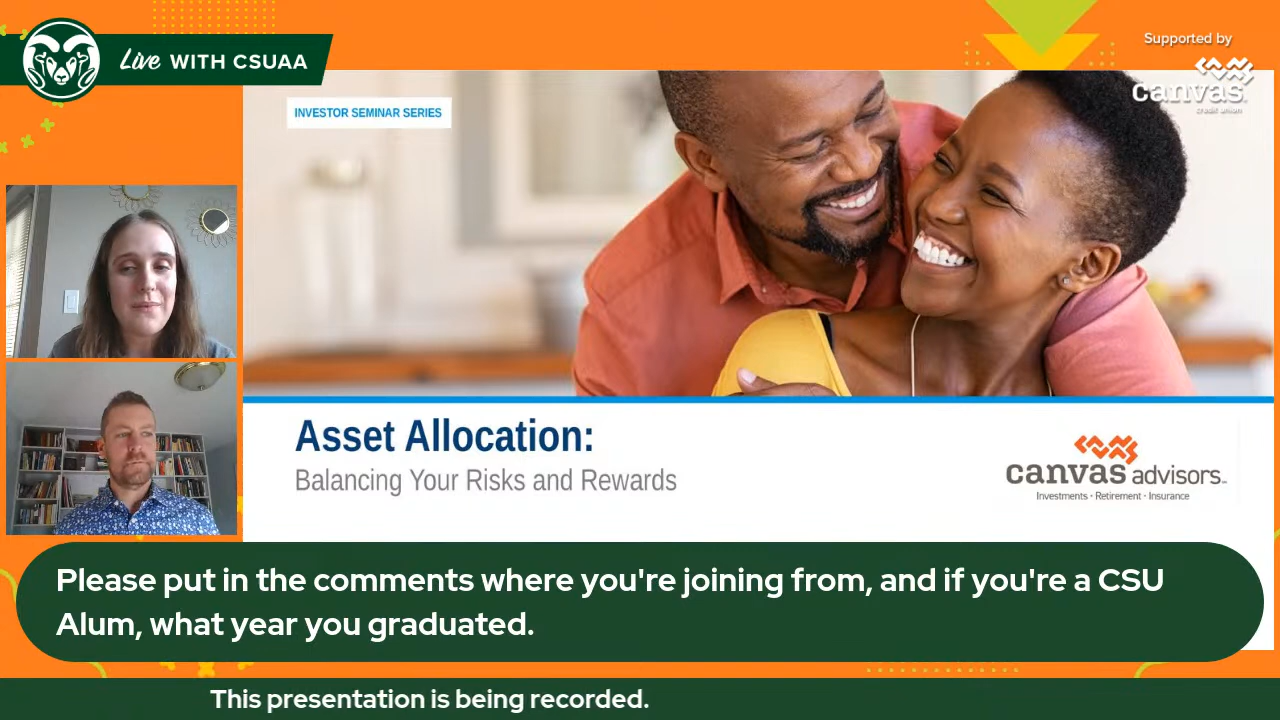 Live WITH CSUAA
Supported by
canvas
credit union
INVESTOR SEMINAR SERIES
Asset Allocation:
Balancing Your Risks and Rewards
canvas advisors
Investments · Retirement · Insurance
Please put in the comments where you're joining from, and if you're a CSU
Alum, what year you graduated.
This presentation is being recorded.